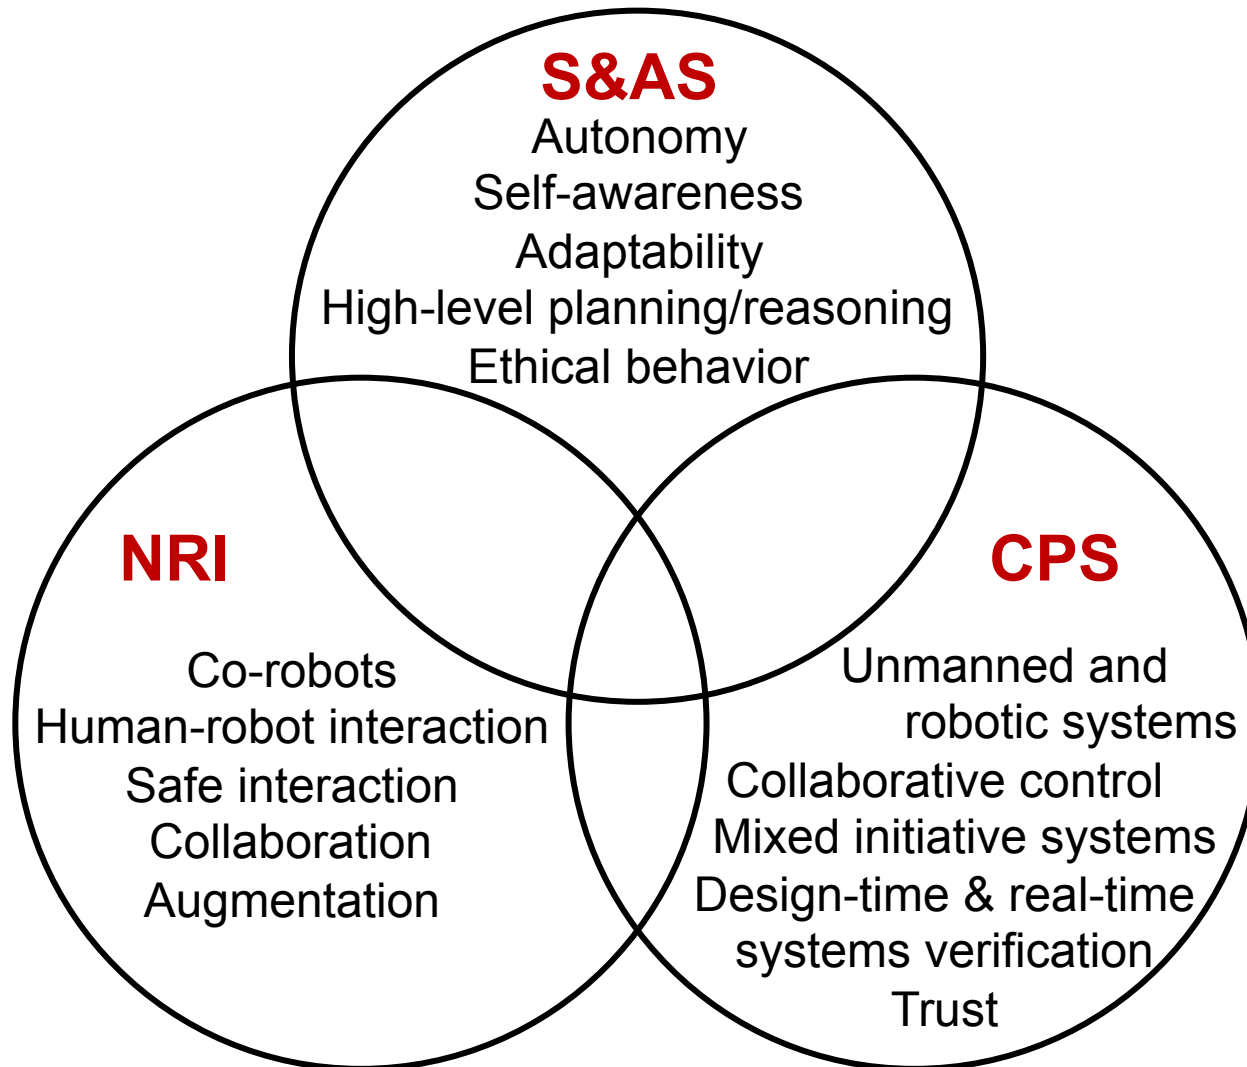 S&AS
Autonomy
Self-awareness
Adaptability
High-level planning/reasoning
Ethical behavior
NRI
Co-robots
Human-robot interaction
Safe interaction
Collaboration
Augmentation
CPS
Unmanned and
robotic systems
Collaborative control
Mixed initiative systems
Design-time & real-time
systems verification
Trust